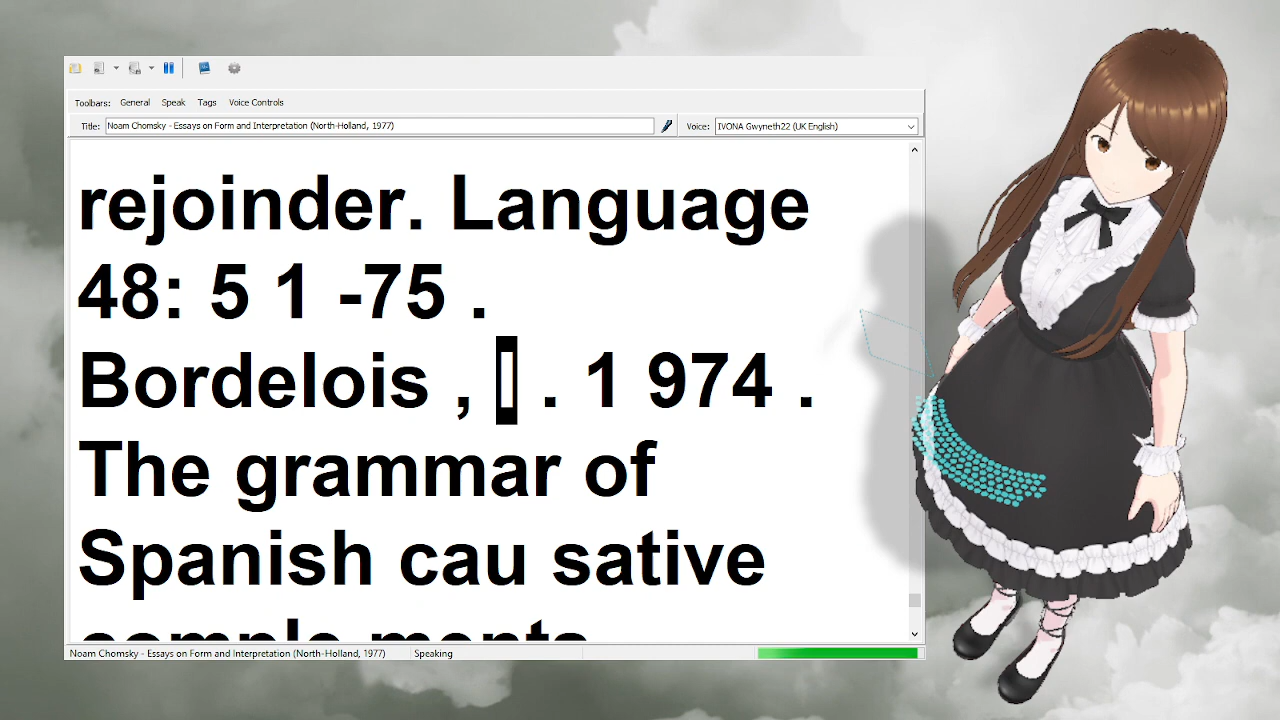 Toolbars: General Speak Tags Voice Controls
Title: Noam Chomsky - Essays on Form and Interpretation (North-Holland, 1977) Voice: IVONA Gwyneth22 (UK English)
rejoinder. Language
48: 5 1 -75 .
Bordelois , . 1 974 .
The grammar of
Spanish cau sative
comple ments
Noam Chomsky - Essays on Form and Interpretation (North-Holland, 1977) Speaking